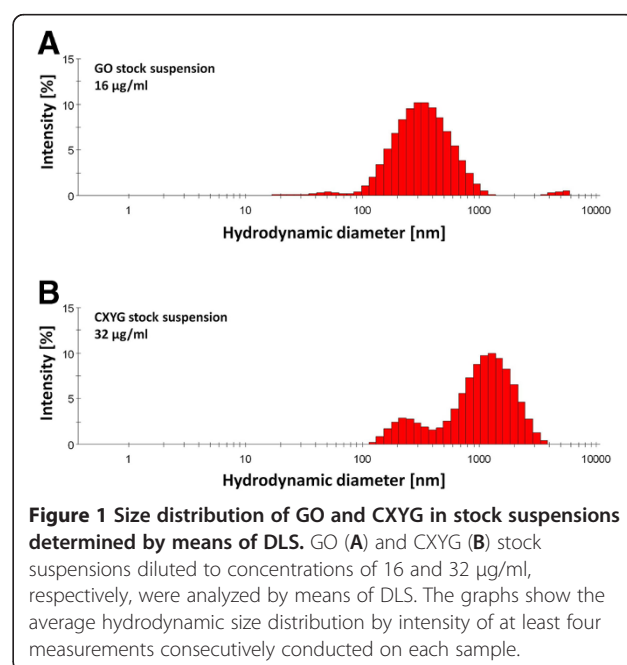 A
GO stock suspension
16 µg/ml
Intensity [%]
15
10
5
0
1
10
100
1000
10000
Hydrodynamic diameter [nm]
B
CXYG stock suspension
32 µg/ml
Intensity [%]
15
10
5
0
1
10
100
1000
10000
Hydrodynamic diameter [nm]
Figure 1 Size distribution of GO and CXYG in stock suspensions
determined by means of DLS. GO (A) and CXYG (B) stock
suspensions diluted to concentrations of 16 and 32 µg/ml,
respectively, were analyzed by means of DLS. The graphs show the
average hydrodynamic size distribution by intensity of at least four
measurements consecutively conducted on each sample.